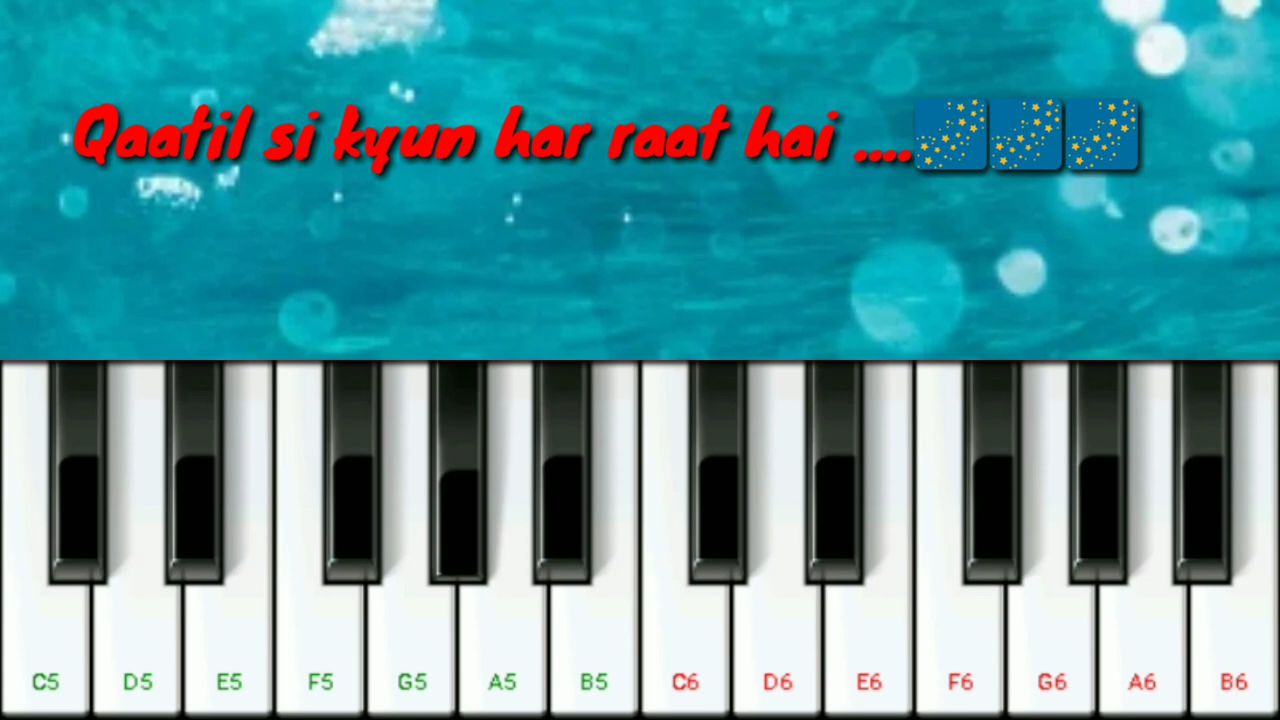 Qaatil si kyun har raat hai ....🌌🌌🌌
C5 D5 E5 F5 G5 A5 B5 C6 D6 E6 F6 G6 A6 B6